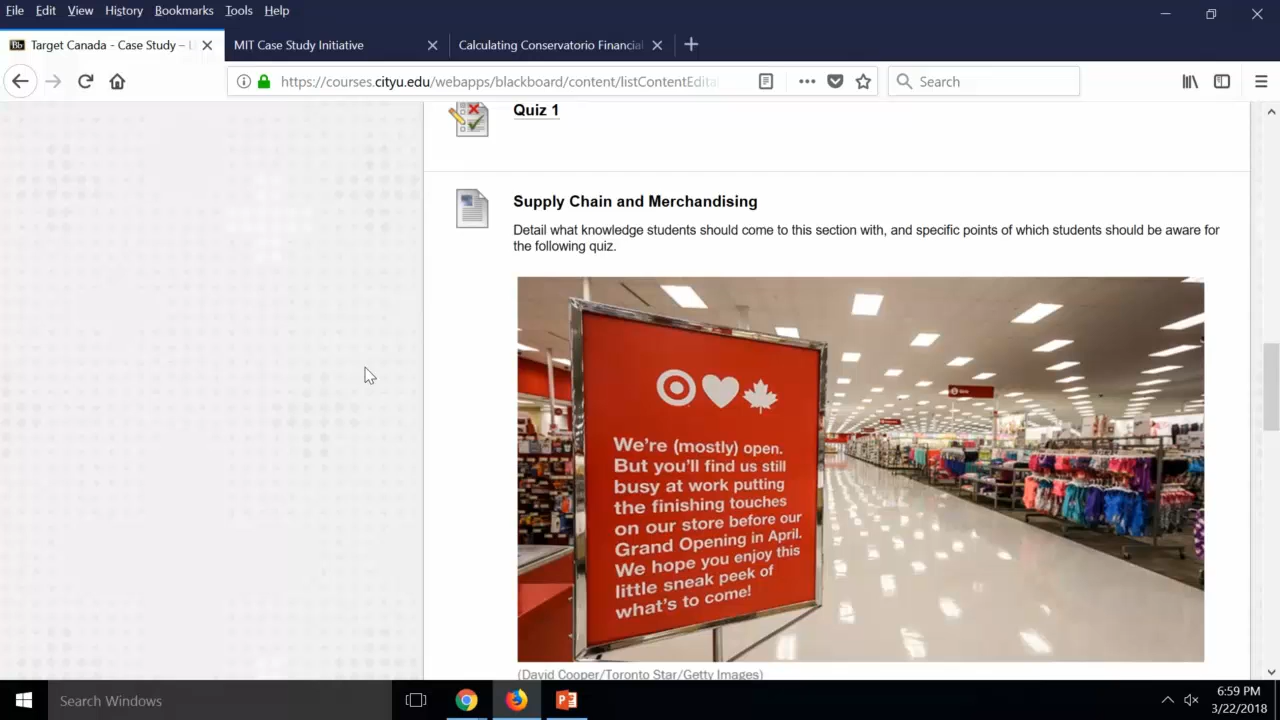 File Edit View History Bookmarks Tools Help
Target Canada - Case Study –
MIT Case Study Initiative
Calculating Conservatorio Financial
https://courses.cityu.edu/webapps/blackboard/content/listContentEdita
Search
Quiz 1
Supply Chain and Merchandising
Detail what knowledge students should come to this section with, and specific points of which students should be aware for
the following quiz.
We're (mostly) open.
But you'll find us still
busy at work putting
the finishing touches
on our store before our
Grand Opening in April.
We hope you enjoy this
little sneak peek of
what's to come!
(David Cooper/Toronto Star/Getty Images)
Search Windows
6:59 PM
3/22/2018